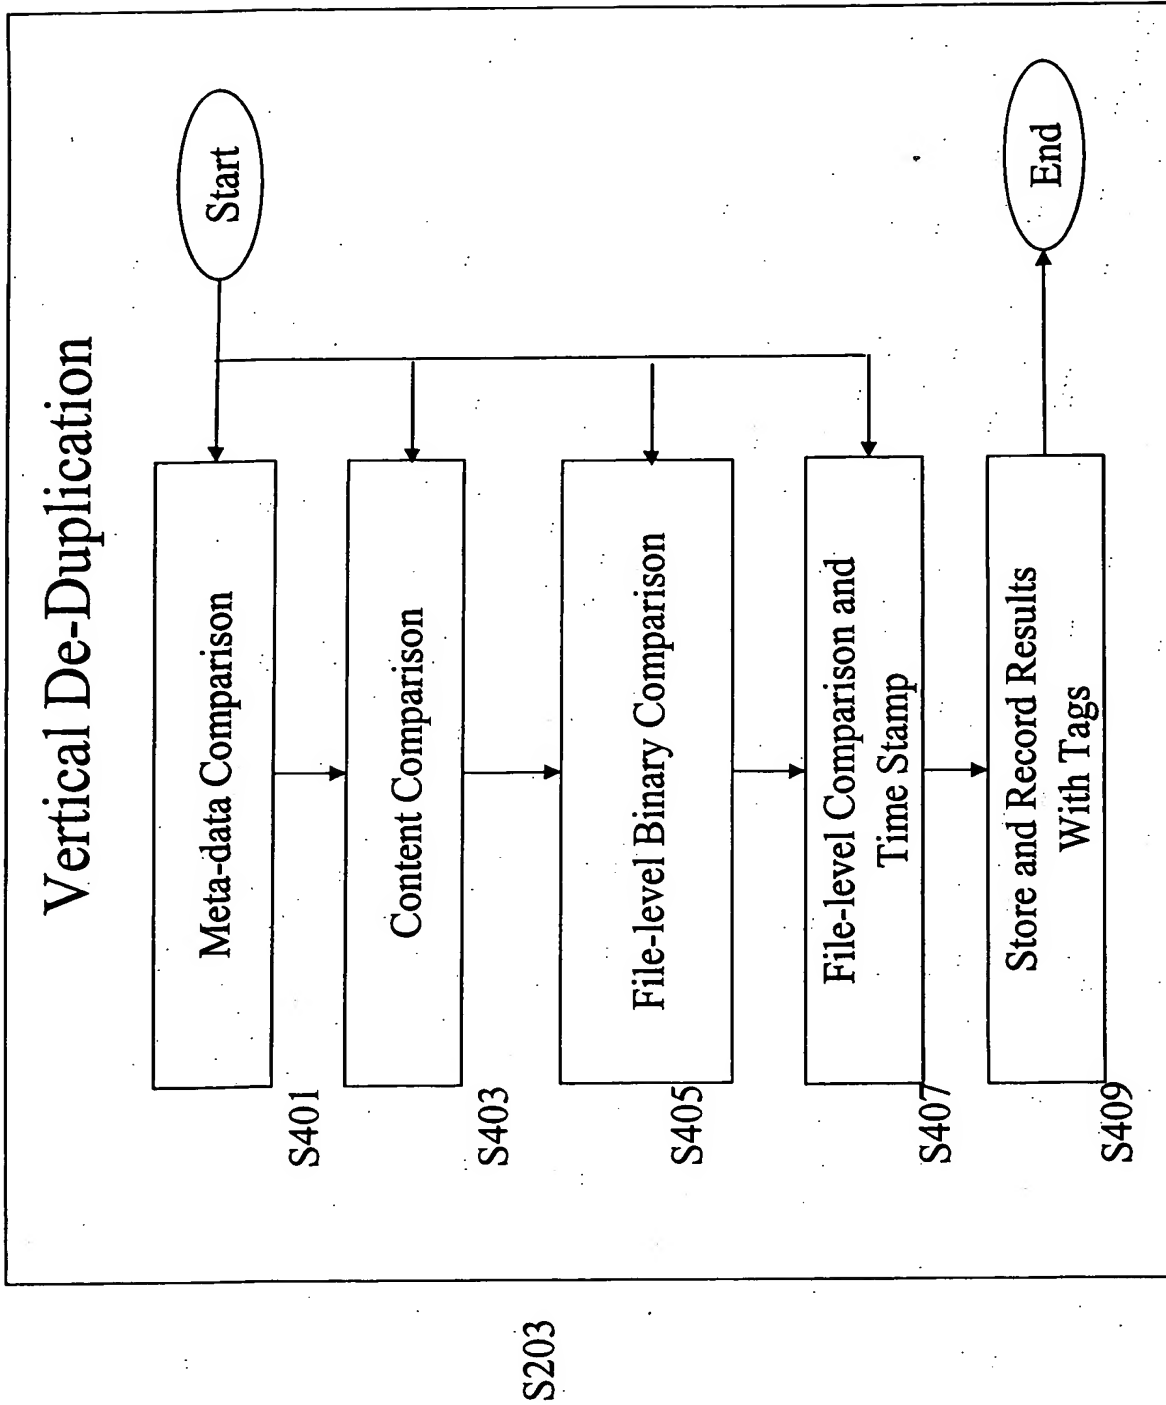 Vertical De-Duplication
Start
Meta-data Comparison
S401
Content Comparison
S403
File-level Binary Comparison
S405
File-level Comparison and
Time Stamp
S407
Store and Record Results
With Tags
S409
End
S203